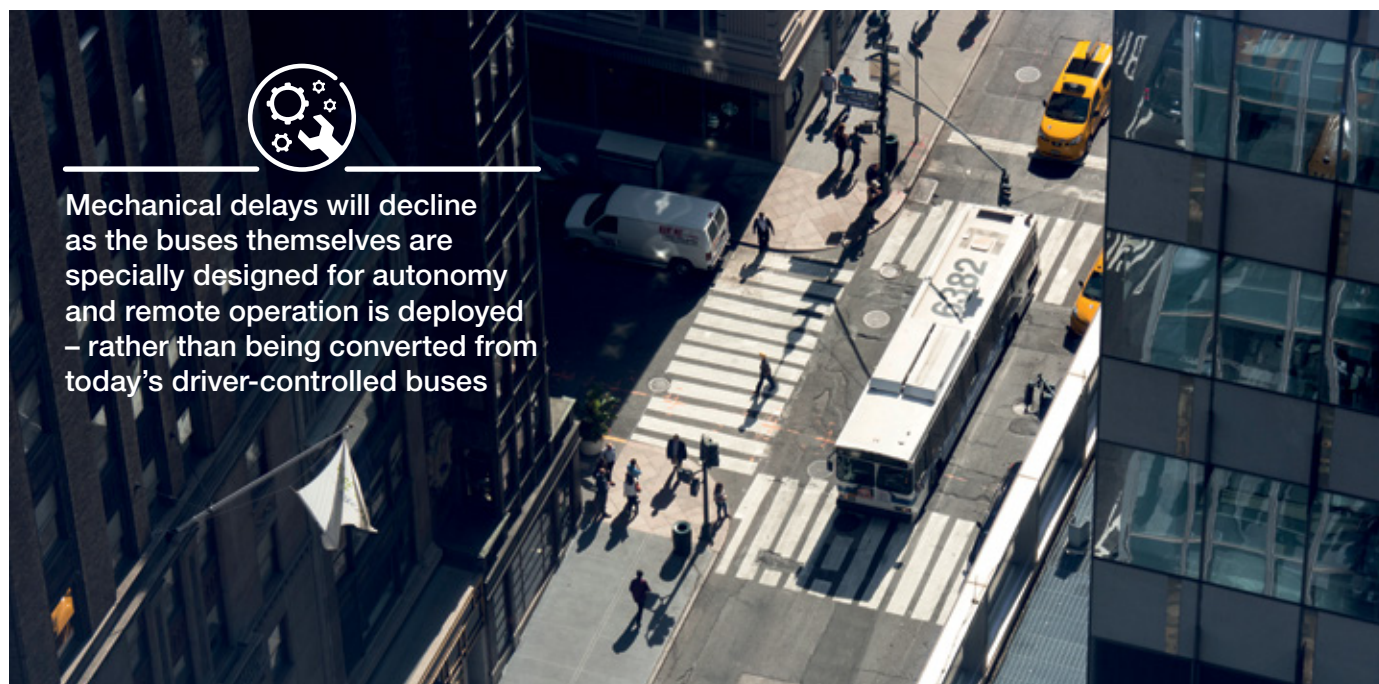 Mechanical delays will decline
as the buses themselves are
specially designed for autonomy
and remote operation is deployed
– rather than being converted from
today’s driver-controlled buses
6382